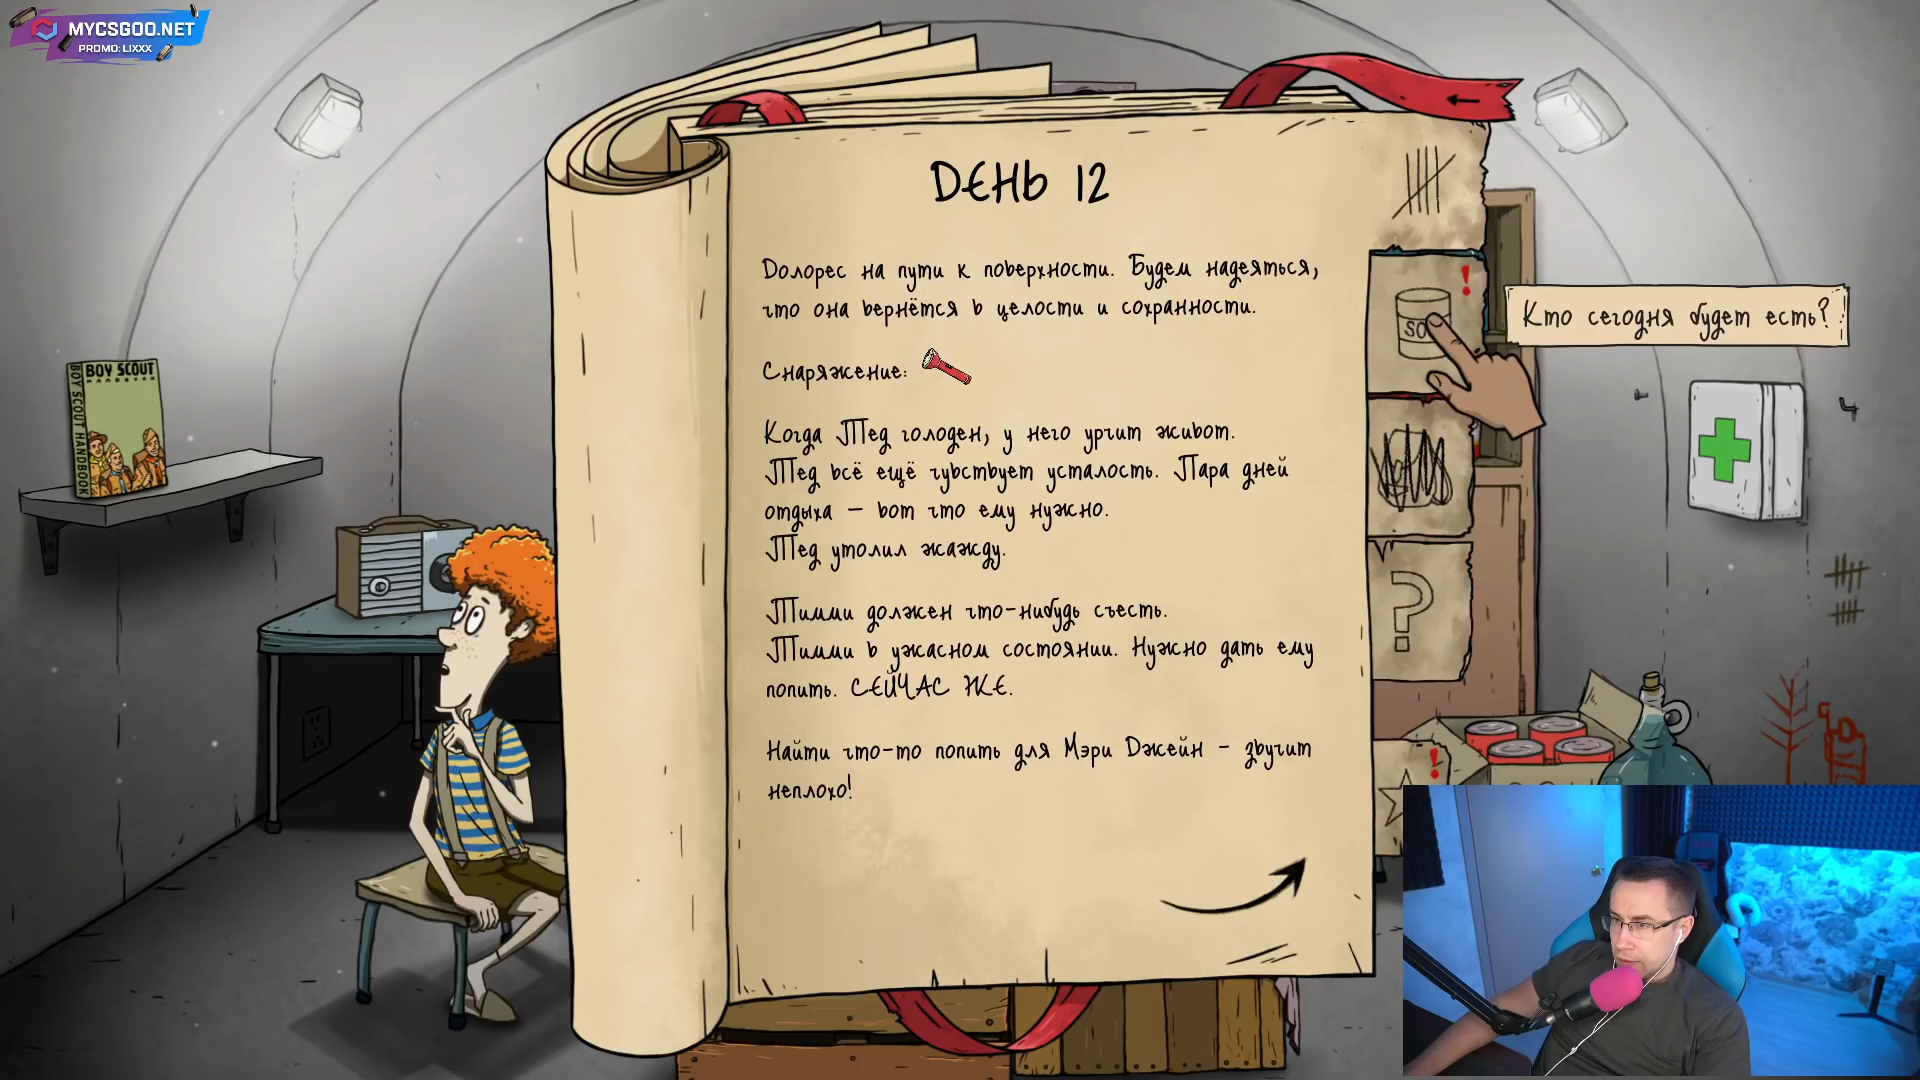 MYCSGOO.NET
PROMO: LIXXX
ДЕНЬ 12
Долорес на пути к поверхности. Будем надеяться,
что она вернётся в целости и сохранности.
Снаряжение:
Когда Тед голоден, у него урчит живот.
Тед всё ещё чувствует усталость. Пара дней
отдыха – вот что ему нужно.
Тед утолил жажду.
Тимми должен что-нибудь съесть.
Тимми в ужасном состоянии. Нужно дать ему
попить. СЕЙЧАС ЖЕ.
Найти что-то попить для Мэри Джейн - звучит
неплохо!
!
SO
?
!
Кто сегодня будет есть?
BOY SCOUT
HANDBOOK
BOY SCOUT HANDBOOK